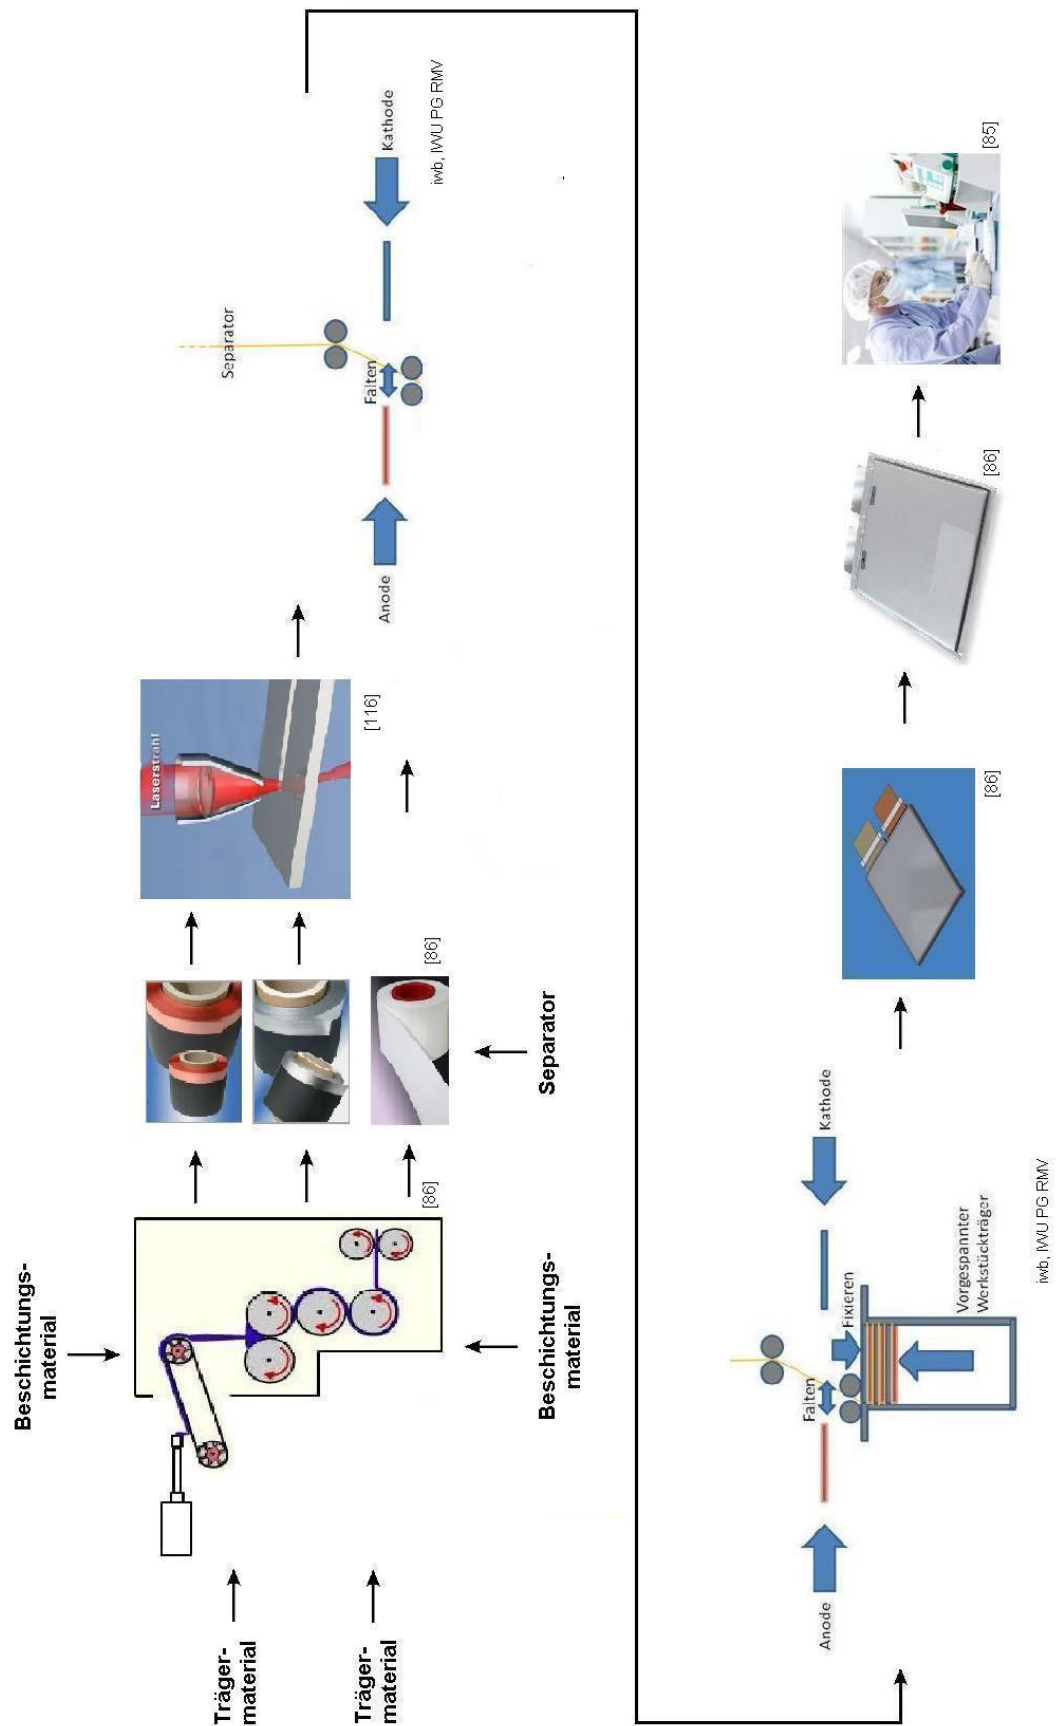 Träger-
material
Träger-
material
Beschichtungs-
material
Beschichtungs-
material
[86]
Separator
[86]
Laserstrahl
[116]
Anode
Falten
Separator
Kathode
iwb, IWU PG RMV
Anode
Falten
Fixieren
Kathode
Vorgespannter
Werkstückträger
iwb, IWU PG RMV
[86]
[86]
[85]